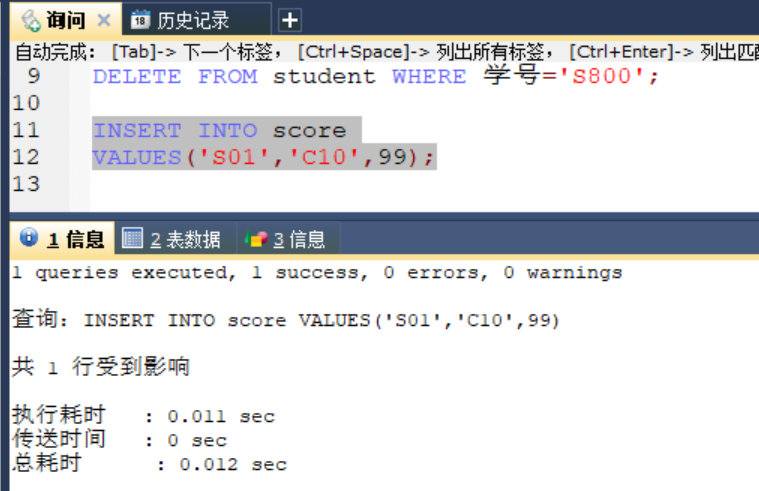 询问 历史记录
自动完成： [Tab]-> 下一个标签， [Ctrl+Space]-> 列出所有标签， [Ctrl+Enter]-> 列出匹
9 DELETE FROM student WHERE 学号='S800';
10
11 INSERT INTO score
12 VALUES('S01','C10',99);
13
1 信息 2 表数据 3 信息
1 queries executed, 1 success, 0 errors, 0 warnings
查询：INSERT INTO score VALUES('S01','C10',99)
共 1 行受到影响
执行耗时 : 0.011 sec
传送时间 : 0 sec
总耗时 : 0.012 sec